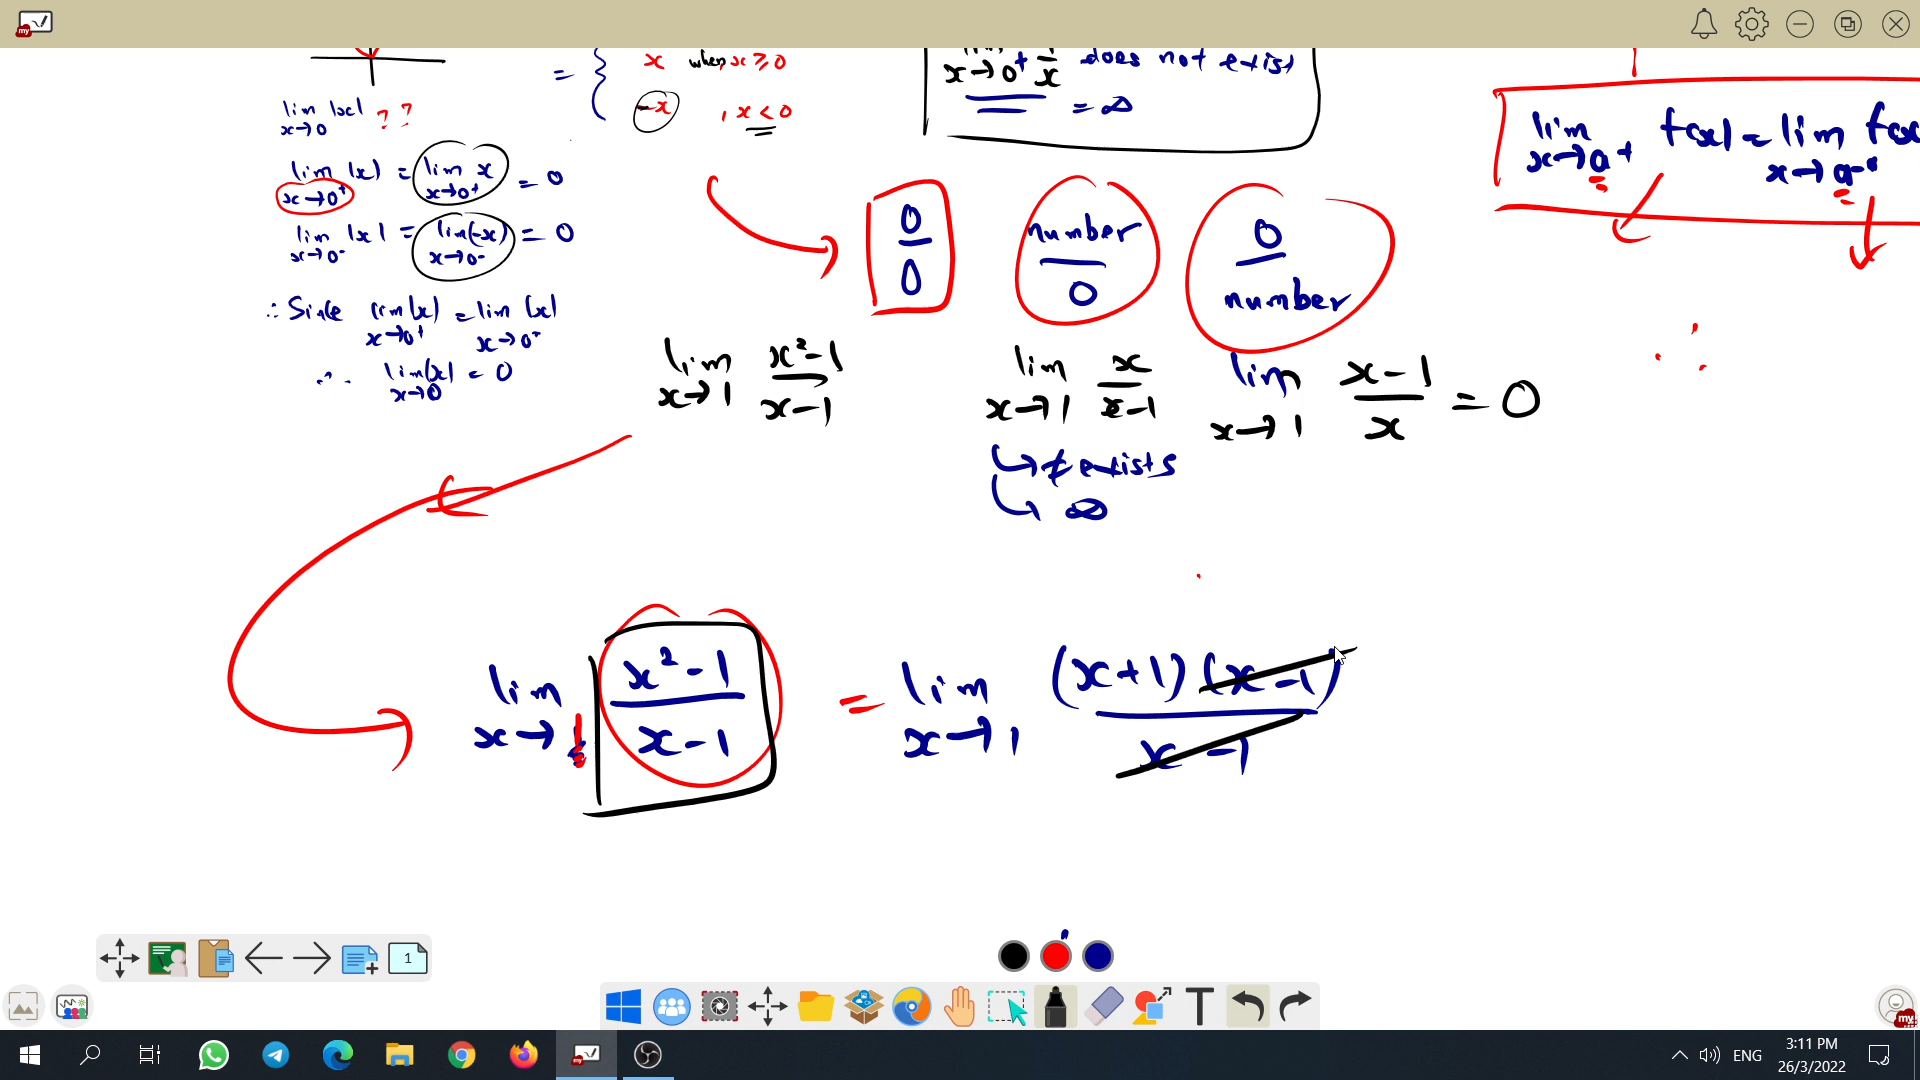 x when x ≥ 0
= {
-x , x < 0
lim |x| ??
x→0
lim |x| = lim x = 0
x→0⁺ x→0⁺
lim |x| = lim(-x) = 0
x→0⁻ x→0⁻
∴ Since lim |x| = lim |x|
x→0⁺
∴ lim |x| = 0
x→0
x→0⁺ x does not exist
= ∞
lim f(x) = lim f(x
x→a⁺ x→a⁻
0/0
number/0
0/number
lim x²-1/x-1
x→1
lim x/x-1
x→1
↳ ∄ exists
↳ ∞
lim x-1/x = 0
x→1
∴
lim x²-1/x-1 = lim (x+1)(x-1)/x-1
x→1 x→1
1
T
my
ENG
3:11 PM
26/3/2022